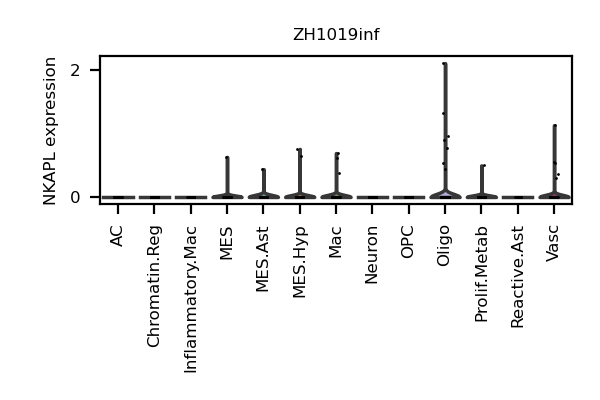 ZH1019inf
NKAPL expression
2
0
AC
Chromatin.Reg
Inflammatory.Mac
MES
MES.Ast
MES.Hyp
Mac
Neuron
OPC
Oligo
Prolif.Metab
Reactive.Ast
Vasc